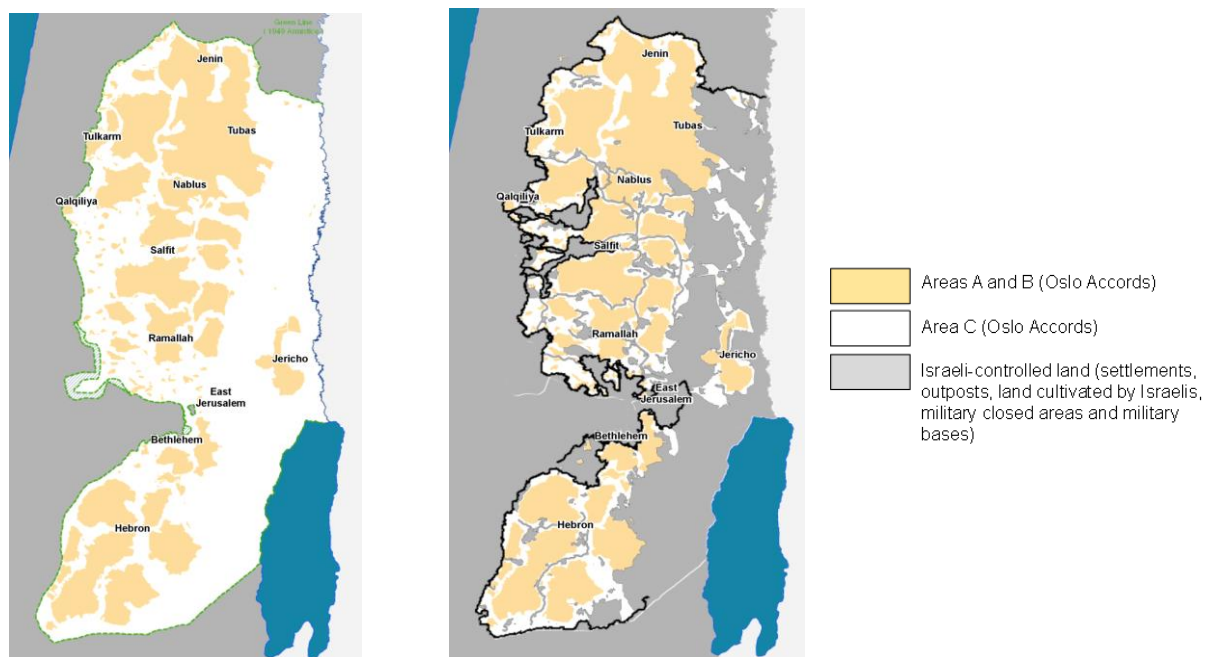 Green Line
(1949 Armistice)
Jenin
Tulkarm
Tubas
Nablus
Qalqiliya
Salfit
Ramallah
Jericho
East
Jerusalem
Bethlehem
Hebron
Jenin
Tulkarm
Tubas
Nablus
Qalqiliya
Salfit
Ramallah
Jericho
East
Jerusalem
Bethlehem
Hebron
Areas A and B (Oslo Accords)
Area C (Oslo Accords)
Israeli-controlled land (settlements,
outposts, land cultivated by Israelis,
military closed areas and military
bases)